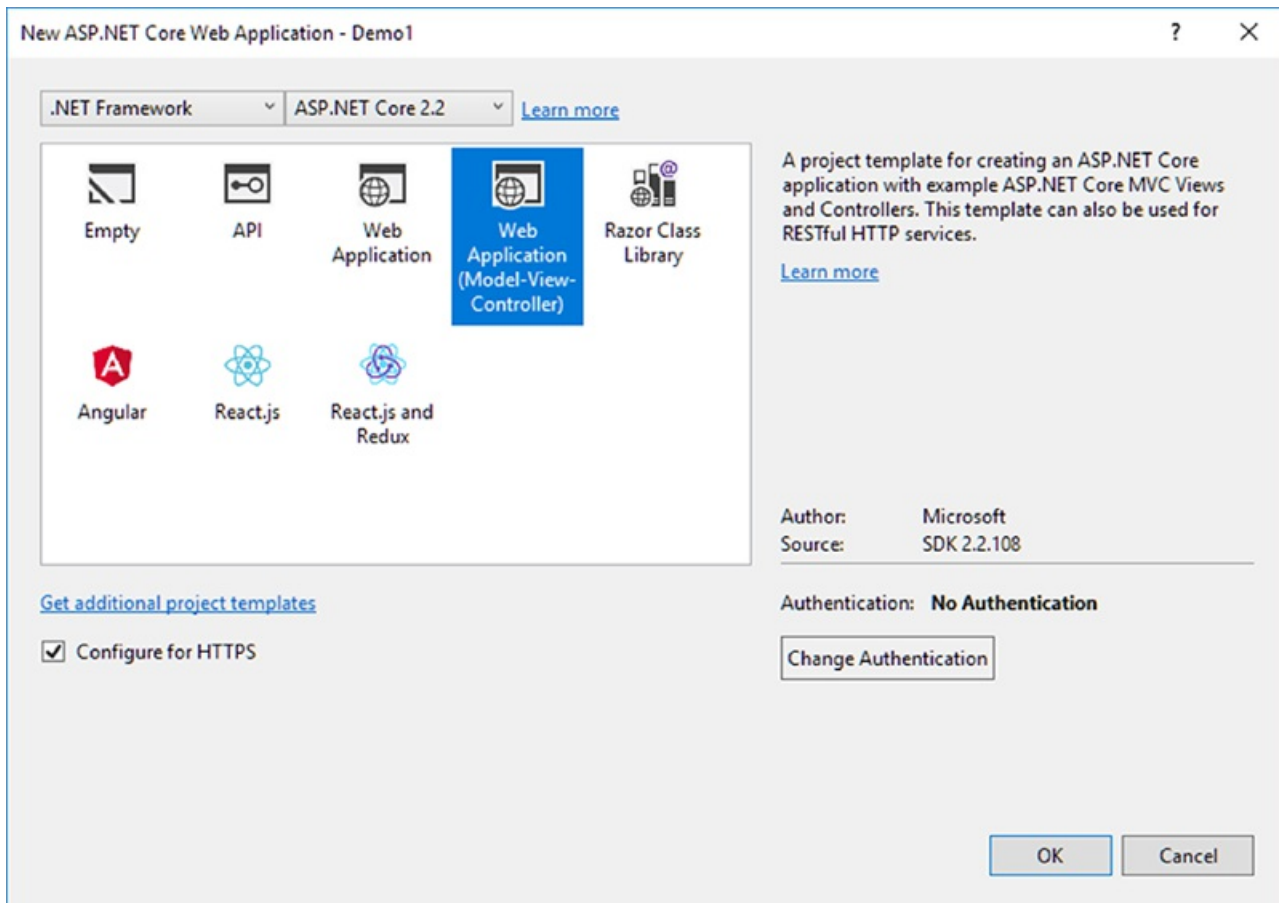 New ASP.NET Core Web Application - Demo1
.NET Framework
ASP.NET Core 2.2
Learn more
Empty
API
Web
Application
Web
Application
(Model-View-
Controller)
Razor Class
Library
Angular
React.js
React.js and
Redux
A project template for creating an ASP.NET Core
application with example ASP.NET Core MVC Views
and Controllers. This template can also be used for
RESTful HTTP services.
Learn more
Author: Microsoft
Source: SDK 2.2.108
Get additional project templates
Configure for HTTPS
Authentication: No Authentication
Change Authentication
OK
Cancel